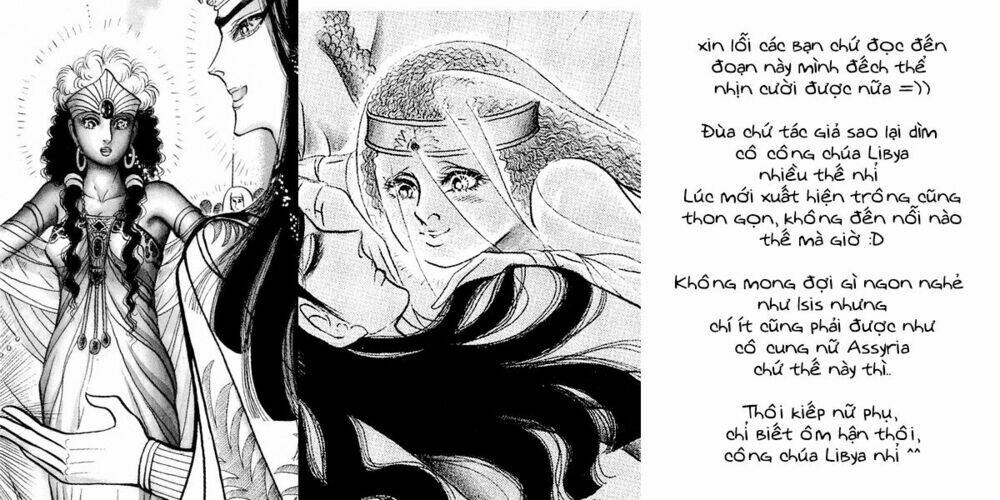 xin lỗi các bạn chứ đọc đến
đoạn này mình đếch thể
nhịn cười được nữa =))
Đùa chứ tác giả sao lại dìm
cô công chúa Libya
nhiều thế nhỉ
Lúc mới xuất hiện trông cũng
thon gọn, không đến nỗi nào
thế mà giờ :D
Không mong đợi gì ngon nghẻ
như Isis nhưng
chí ít cũng phải được như
cô cung nữ Assyria
chứ thế này thì..
Thôi kiếp nữ phụ,
chỉ biết ôm hận thôi,
công chúa Libya nhỉ ^^